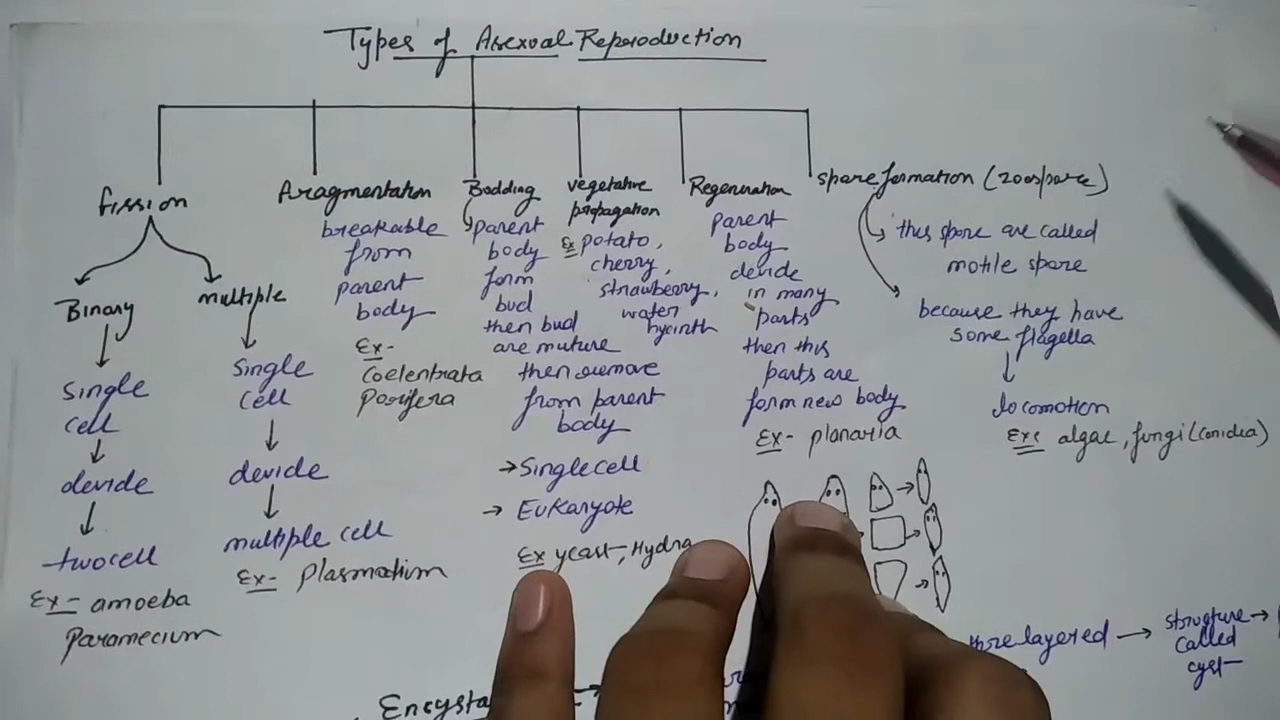 Types of Asexual Reproduction
fission
Binary
single
cell
devide
two cell
Ex- amoeba
Paramecium
multiple
single
cell
devide
multiple cell
Ex- Plasmodium
Fragmentation
breakable
from
parent
body
Ex-
Coelentrata
Porifera
Budding
parent
body
form
bud
then bud
are muture
then remove
from parent
body
→ Single cell
→ Eukaryote
Ex yeast, Hydra
vegetative
propagation
Ex potato,
cherry,
strawberry,
water
hycinth
Regenration
parent
body
devide
in many
parts
then this
parts are
form new body
Ex- planaria
spore formation (zoospore)
this spore are called
motile spore
because they have
some flagella
locomotion
Ex: algae, fungi (conidia)
Encysta
layered → structure →
called
cyst